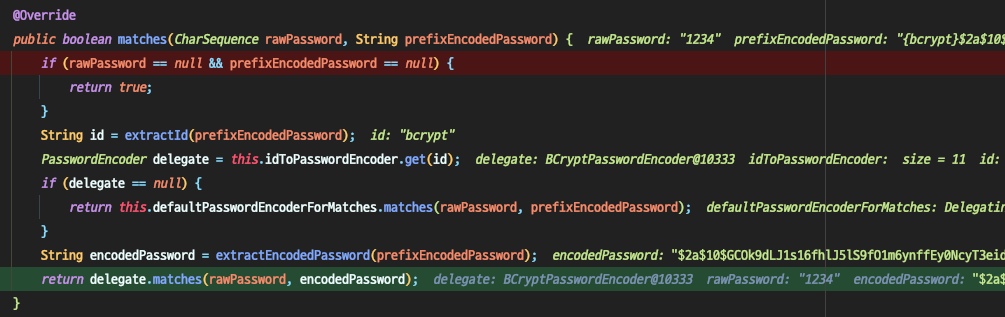 @Override
public boolean matches(CharSequence rawPassword, String prefixEncodedPassword) {  rawPassword: "1234"  prefixEncodedPassword: "{bcrypt}$2a$10$
if (rawPassword == null && prefixEncodedPassword == null) {
return true;
}
String id = extractId(prefixEncodedPassword);  id: "bcrypt"
PasswordEncoder delegate = this.idToPasswordEncoder.get(id);  delegate: BCryptPasswordEncoder@10333  idToPasswordEncoder:  size = 11  id:
if (delegate == null) {
return this.defaultPasswordEncoderForMatches.matches(rawPassword, prefixEncodedPassword);  defaultPasswordEncoderForMatches: Delegatin
}
String encodedPassword = extractEncodedPassword(prefixEncodedPassword);  encodedPassword: "$2a$10$GCOk9dLJ1s16fhlJ5lS9fO1m6ynffEy0NcyT3eid
return delegate.matches(rawPassword, encodedPassword);  delegate: BCryptPasswordEncoder@10333  rawPassword: "1234"  encodedPassword: "$2a$
}